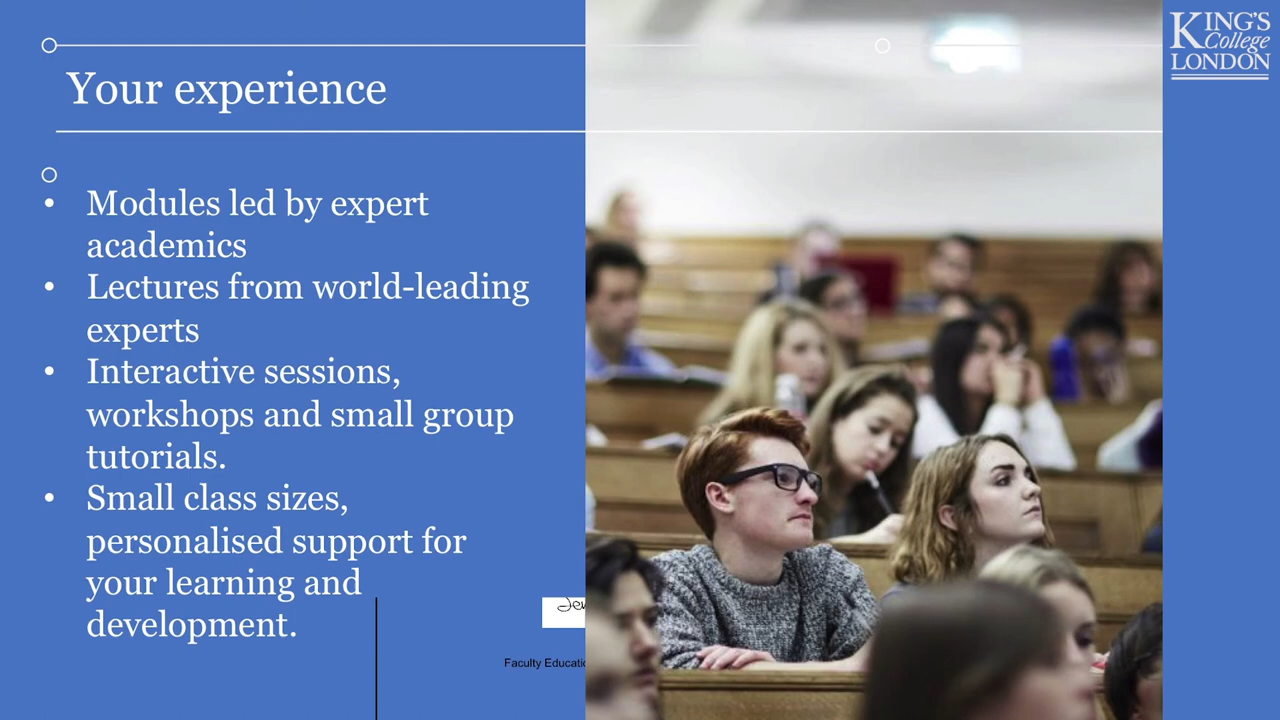 KING'S
College
LONDON
Your experience
• Modules led by expert
academics
• Lectures from world-leading
experts
• Interactive sessions,
workshops and small group
tutorials.
• Small class sizes,
personalised support for
your learning and
development.
Faculty